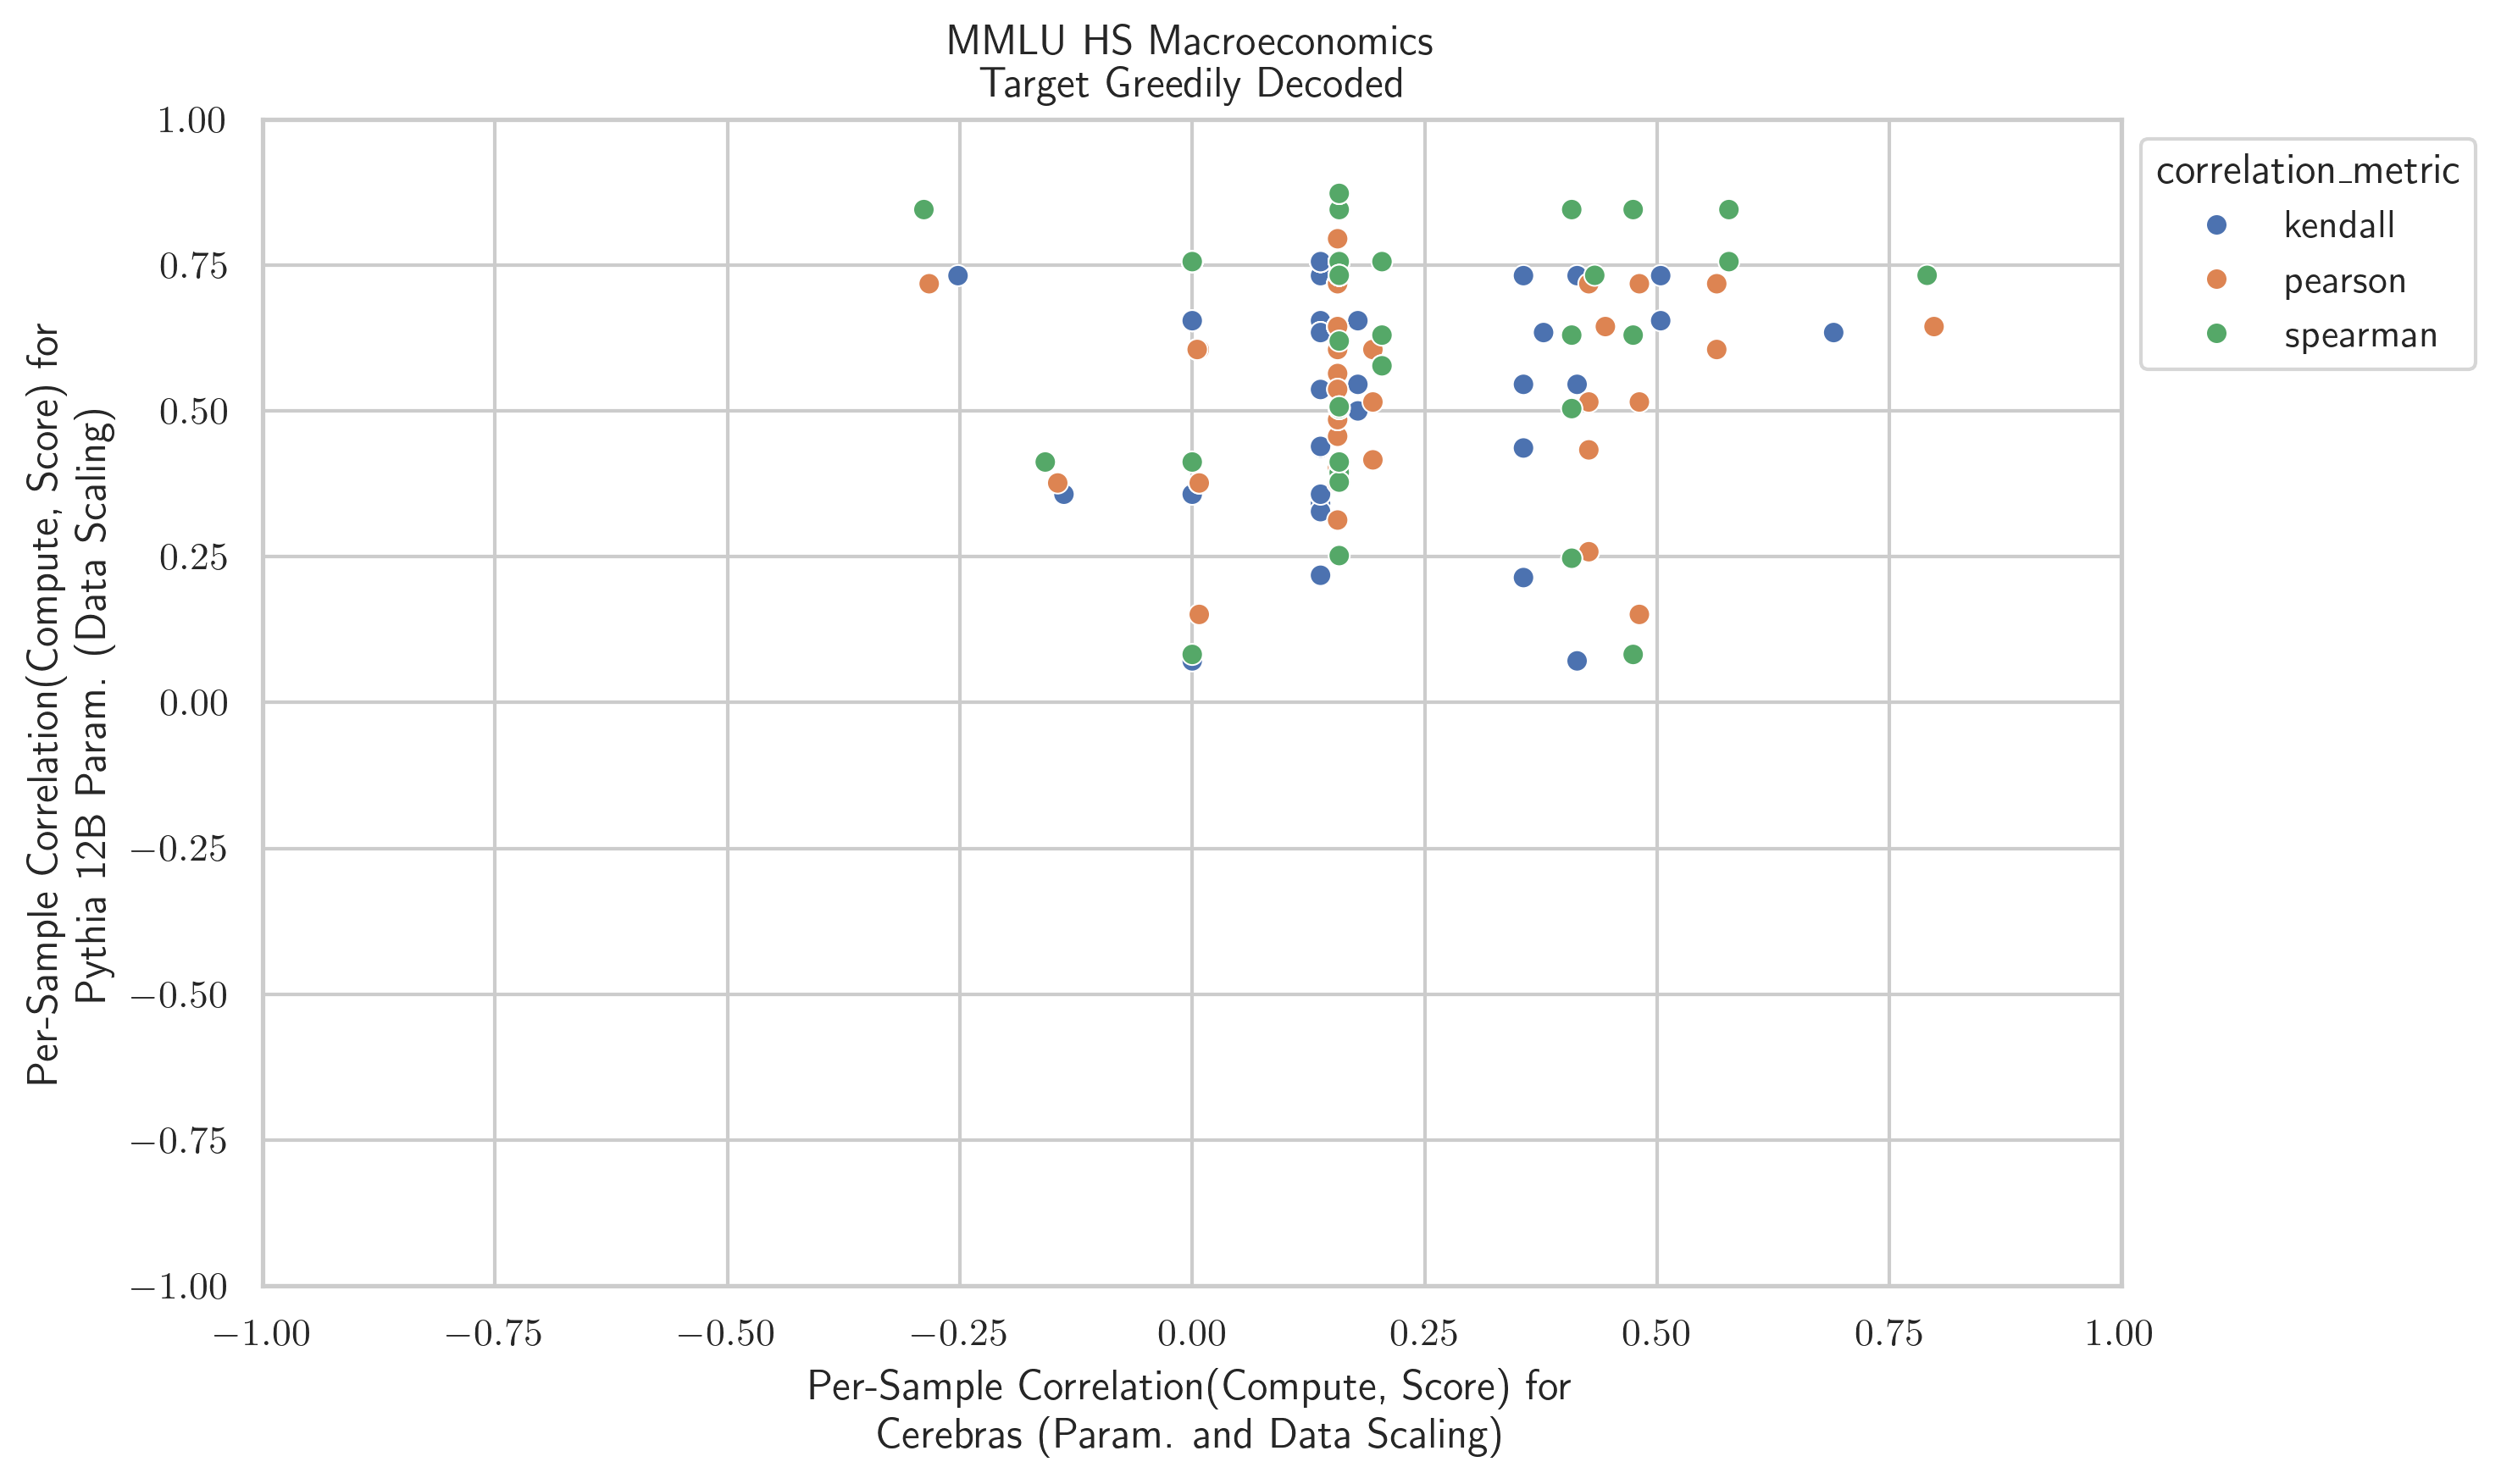 MMLU HS Macroeconomics
Target Greedily Decoded
1.00
0.75
0.50
0.25
0.00
−0.25
−0.50
−0.75
−1.00
Per-Sample Correlation(Compute, Score) for
Pythia 12B Param. (Data Scaling)
correlation_metric
kendall
pearson
spearman
−1.00
−0.75
−0.50
−0.25
0.00
0.25
0.50
0.75
1.00
Per-Sample Correlation(Compute, Score) for
Cerebras (Param. and Data Scaling)